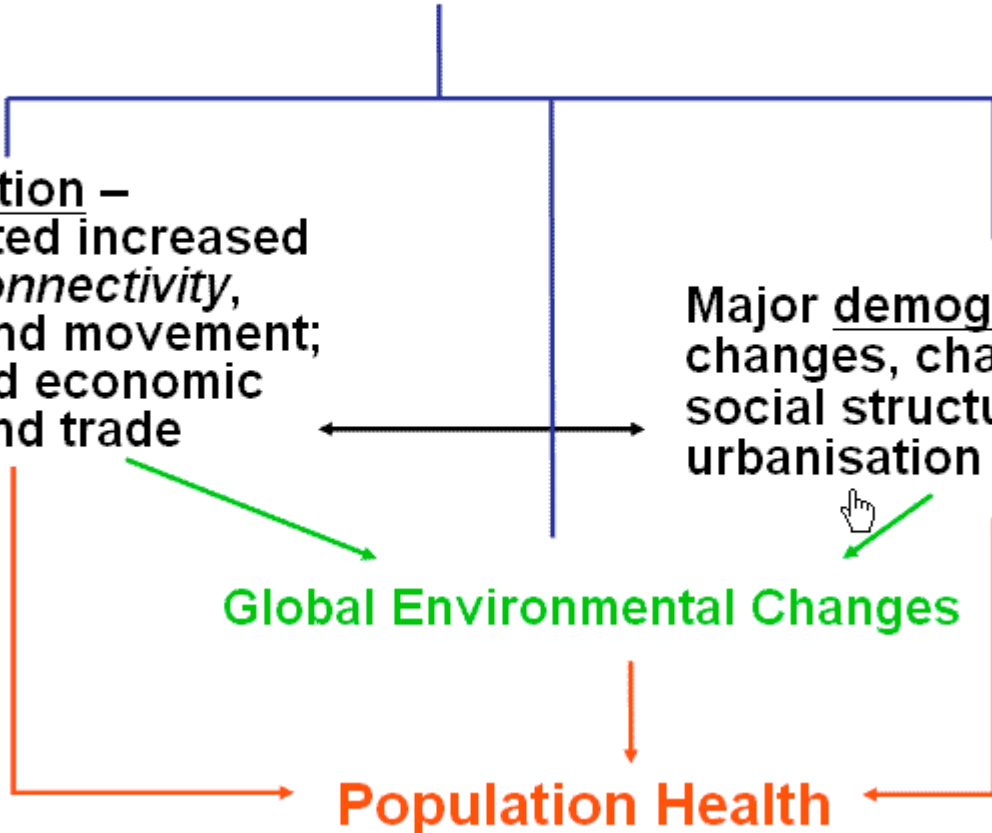 tion –
ted increased
onnectivity,
nd movement;
d economic
nd trade
Major demog
changes, cha
social structu
urbanisation
Global Environmental Changes
Population Health